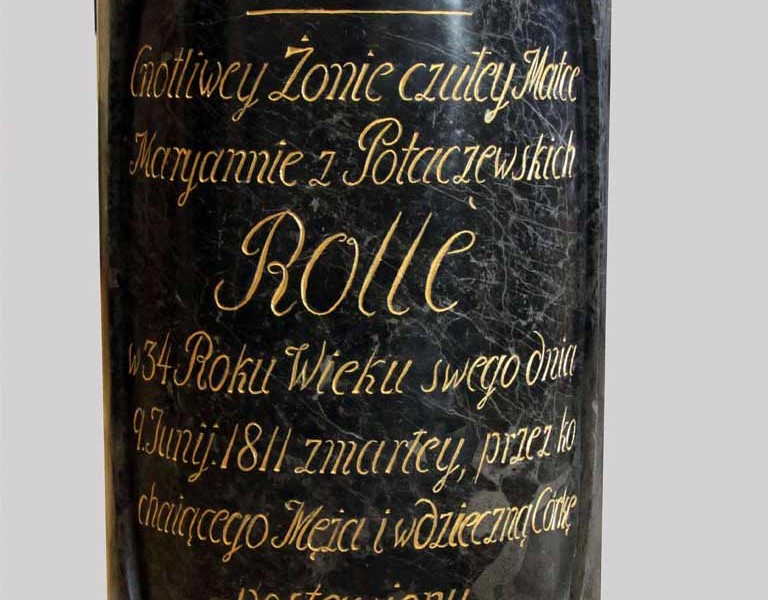 Cnotliwey Żonie czułey Matce
Maryannie z Potaczewskich
Rollè
w 34 Roku Wieku swego dnia
9. Junij. 1811 zmarłey, przez ko
chaiącego Męża i wdzięczną Córkę
postawiony